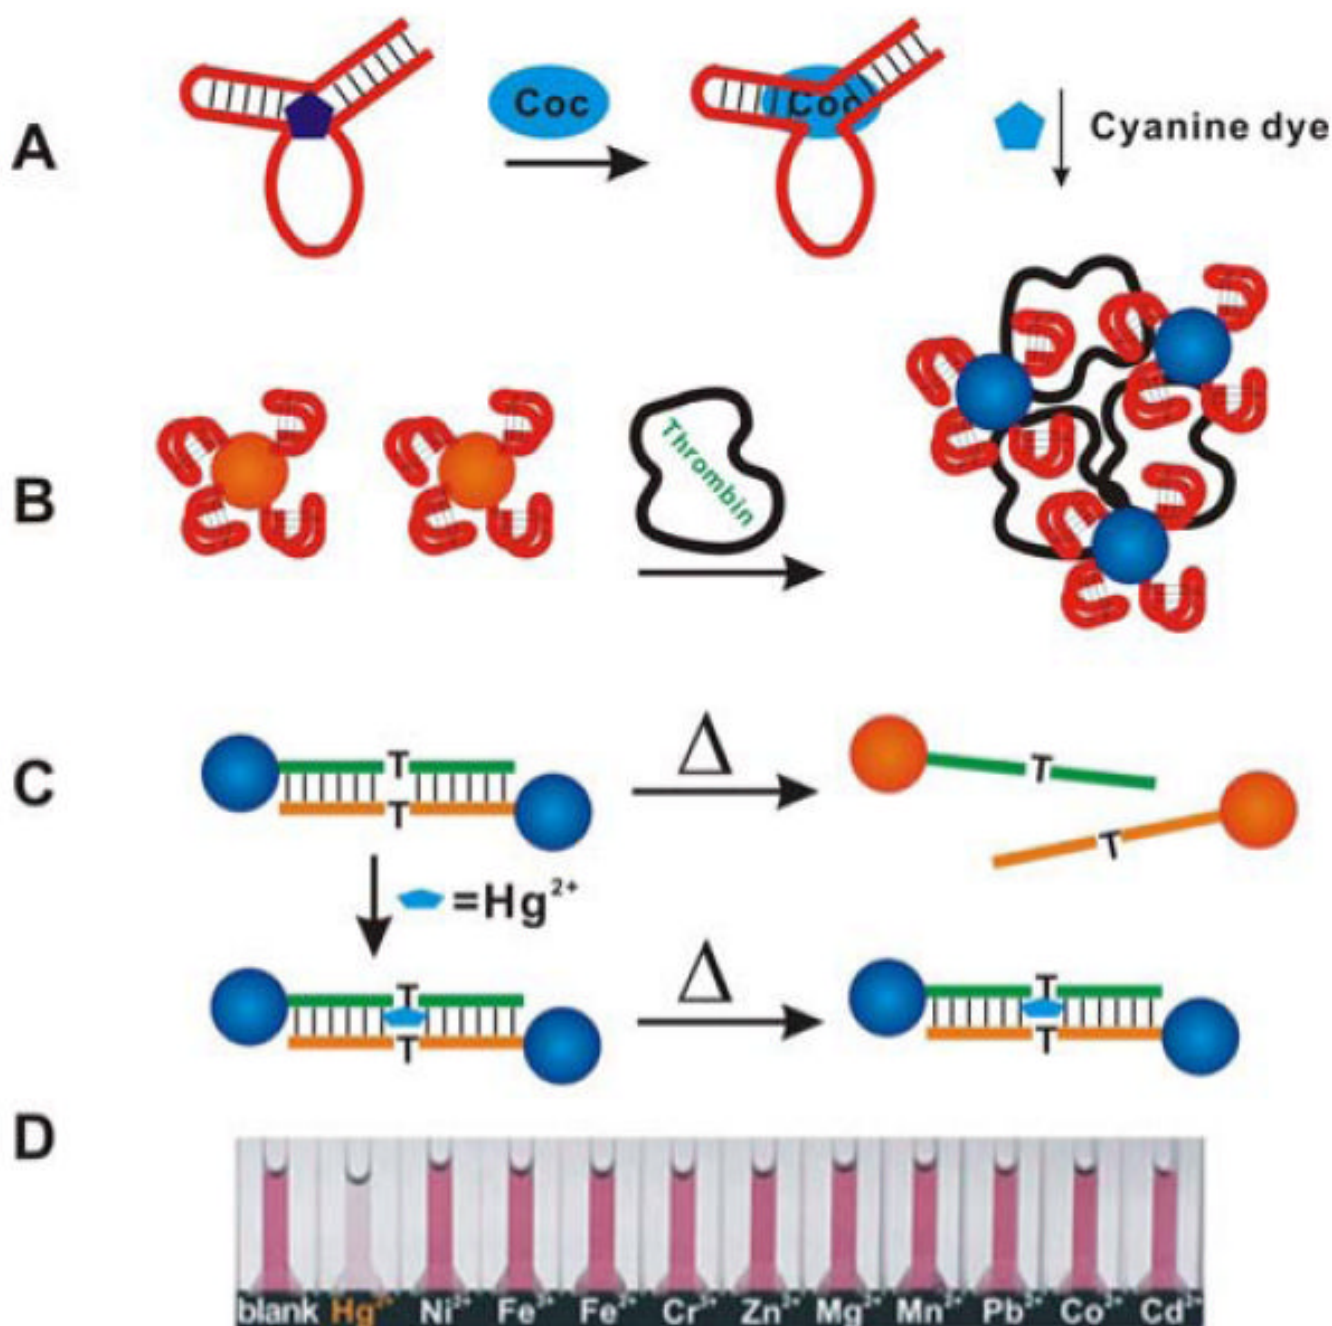 A
Coc
Coc
Cyanine dye
B
Thrombin
C
T
T
Δ
T
T
=Hg²⁺
T
T
Δ
T
T
D
blank Hg²⁺ Ni²⁺ Fe³⁺ Fe²⁺ Cr³⁺ Zn²⁺ Mg²⁺ Mn²⁺ Pb²⁺ Co²⁺ Cd²⁺